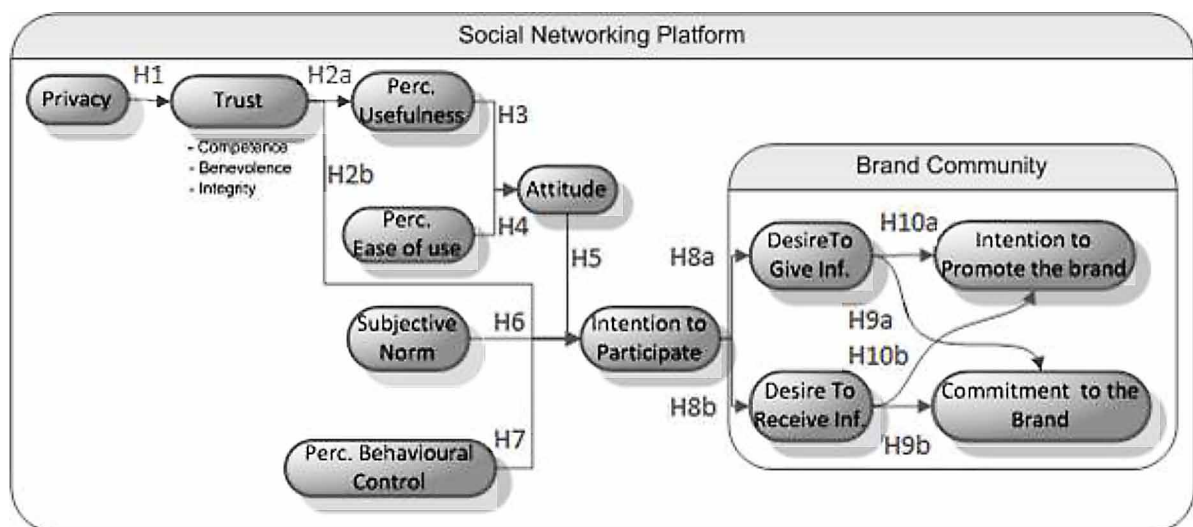 Social Networking Platform
Privacy
H1
Trust
- Competence
- Benevolence
- Integrity
H2a
H2b
Perc.
Usefulness
H3
Perc.
Ease of use
H4
Attitude
H5
Subjective
Norm
H6
Perc. Behavioural
Control
H7
Intention to
Participate
H8a
H8b
Brand Community
DesireTo
Give Inf.
H10a
Intention to
Promote the brand
H9a
H10b
Desire To
Receive Inf.
H9b
Commitment to the
Brand